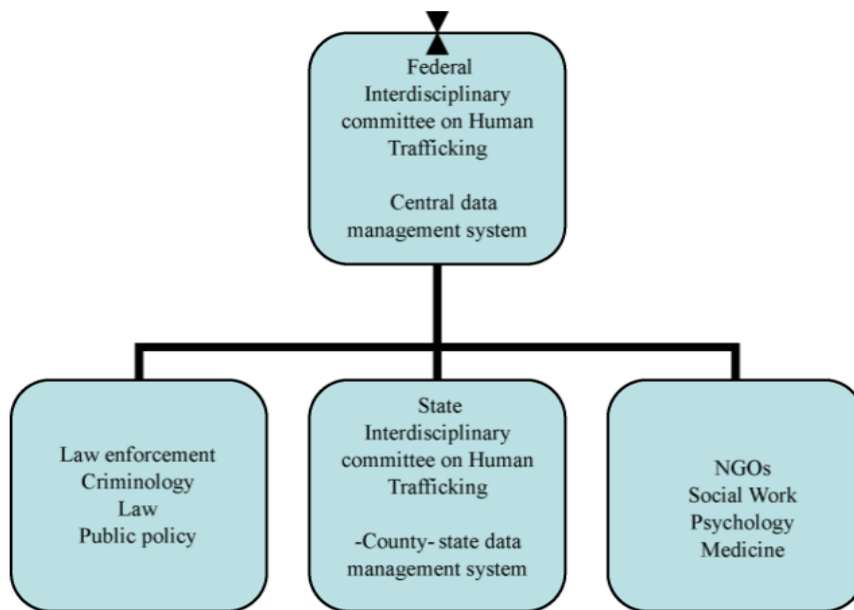 Federal
Interdisciplinary
committee on Human
Trafficking
Central data
management system
Law enforcement
Criminology
Law
Public policy
State
Interdisciplinary
committee on Human
Trafficking
-County- state data
management system
NGOs
Social Work
Psychology
Medicine